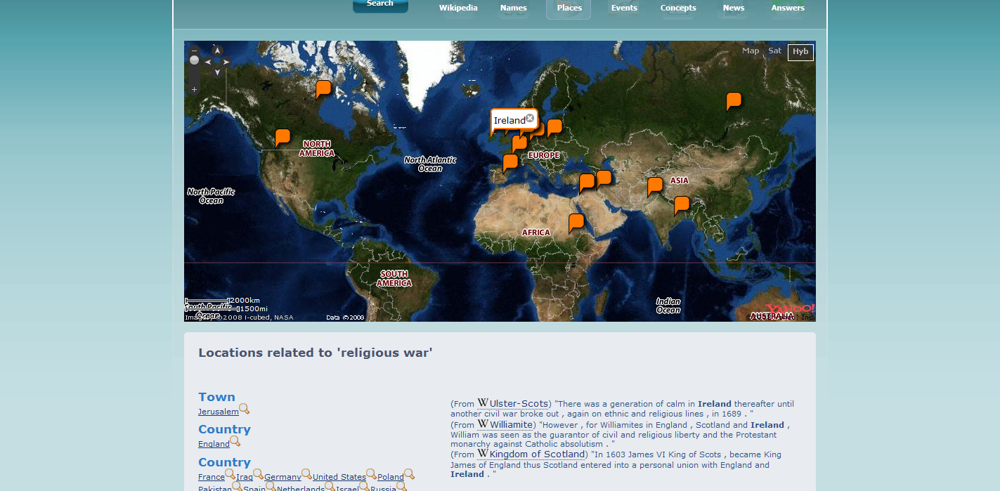 Search
Wikipedia Names Places Events Concepts News Answers
Map Sat Hyb
Ireland
NORTH
AMERICA
North Atlantic
Ocean
EUROPE
ASIA
North Pacific
Ocean
AFRICA
SOUTH
AMERICA
Indian
Ocean
2000km
1500mi
South Pacific
Ocean
YAHOO!
AUSTRALIA
©2008 i-cubed, NASA
Data ©2008
Locations related to 'religious war'
Town
Jerusalem
Country
England
Country
France Iraq Germany United States Poland
Pakistan Spain Netherlands Israel Russia
(From W Ulster-Scots) "There was a generation of calm in Ireland thereafter until
another civil war broke out , again on ethnic and religious lines , in 1689 . "
(From W Williamite) "However , for Williamites in England , Scotland and Ireland ,
William was seen as the guarantor of civil and religious liberty and the Protestant
monarchy against Catholic absolutism . "
(From W Kingdom of Scotland) "In 1603 James VI King of Scots , became King
James of England thus Scotland entered into a personal union with England and
Ireland . "